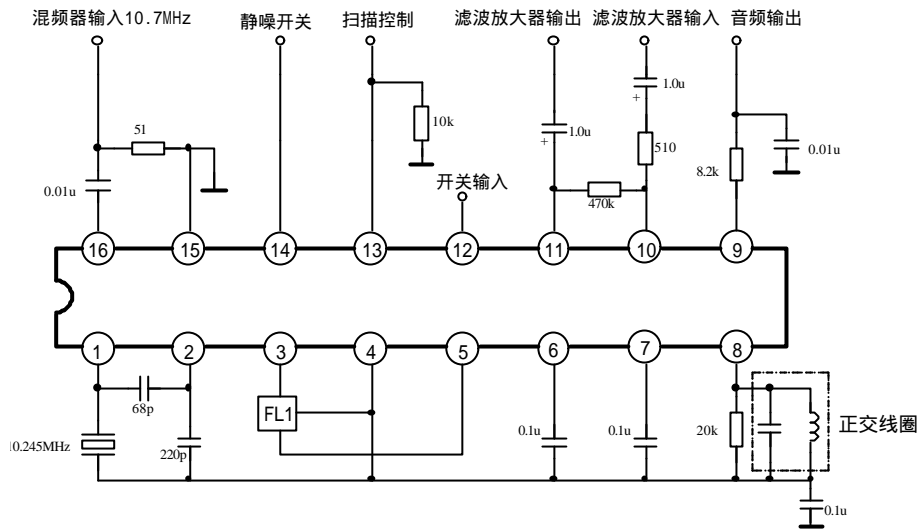 混频器输入10.7MHz
静噪开关
扫描控制
滤波放大器输出
滤波放大器输入
音频输出
1.0u
+
51
10k
1.0u
+
510
0.01u
8.2k
0.01u
开关输入
470k
16
15
14
13
12
11
10
9
1
2
3
4
5
6
7
8
68p
FL1
10.245MHz
220p
0.1u
0.1u
20k
正交线圈
0.1u